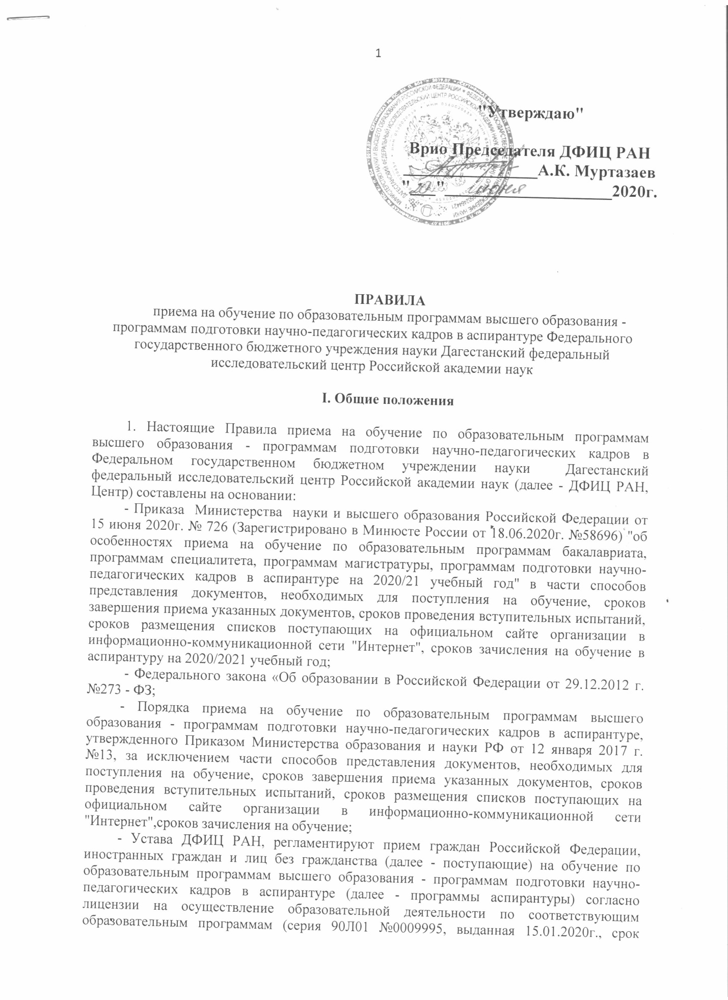 1
"Утверждаю"
Врио Председателя ДФИЦ РАН
______________А.К. Муртазаев
"20" июня 2020г.
ПРАВИЛА
приема на обучение по образовательным программам высшего образования -
программам подготовки научно-педагогических кадров в аспирантуре Федерального
государственного бюджетного учреждения науки Дагестанский федеральный
исследовательский центр Российской академии наук
I. Общие положения
1. Настоящие Правила приема на обучение по образовательным программам
высшего образования - программам подготовки научно-педагогических кадров в
Федеральном государственном бюджетном учреждении науки Дагестанский
федеральный исследовательский центр Российской академии наук (далее - ДФИЦ РАН,
Центр) составлены на основании:
- Приказа Министерства науки и высшего образования Российской Федерации от
15 июня 2020г. № 726 (Зарегистрировано в Минюсте России от 18.06.2020г. №58696) "об
особенностях приема на обучение по образовательным программам бакалавриата,
программам специалитета, программам магистратуры, программам подготовки научно-
педагогических кадров в аспирантуре на 2020/21 учебный год" в части способов
представления документов, необходимых для поступления на обучение, сроков
завершения приема указанных документов, сроков проведения вступительных испытаний,
сроков размещения списков поступающих на официальном сайте организации в
информационно-коммуникационной сети "Интернет", сроков зачисления на обучение в
аспирантуру на 2020/2021 учебный год;
- Федерального закона «Об образовании в Российской Федерации от 29.12.2012 г.
№273 - ФЗ;
- Порядка приема на обучение по образовательным программам высшего
образования - программам подготовки научно-педагогических кадров в аспирантуре,
утвержденного Приказом Министерства образования и науки РФ от 12 января 2017 г.
№13, за исключением части способов представления документов, необходимых для
поступления на обучение, сроков завершения приема указанных документов, сроков
проведения вступительных испытаний, сроков размещения списков поступающих на
официальном сайте организации в информационно-коммуникационной сети
"Интернет",сроков зачисления на обучение;
- Устава ДФИЦ РАН, регламентируют прием граждан Российской Федерации,
иностранных граждан и лиц без гражданства (далее - поступающие) на обучение по
образовательным программам высшего образования - программам подготовки научно-
педагогических кадров в аспирантуре (далее - программы аспирантуры) согласно
лицензии на осуществление образовательной деятельности по соответствующим
образовательным программам (серия 90Л01 №0009995, выданная 15.01.2020г., срок